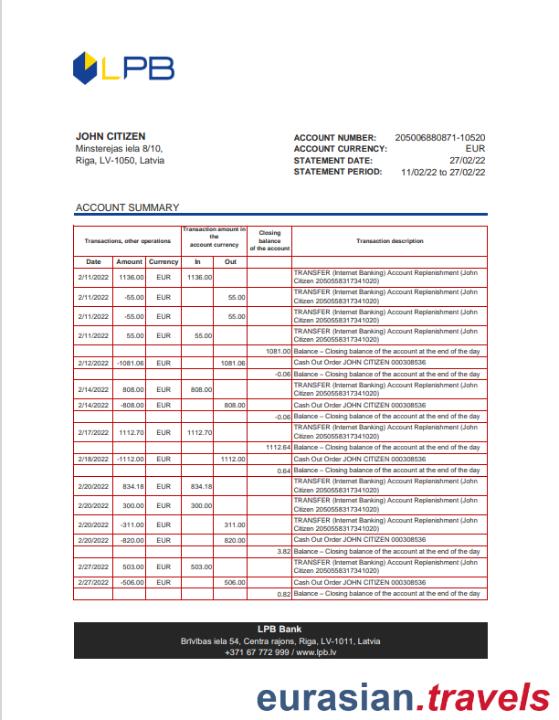 LPB
JOHN CITIZEN
Minsterejas iela 8/10,
Riga, LV-1050, Latvia
ACCOUNT NUMBER: 205006880871-10520
ACCOUNT CURRENCY: EUR
STATEMENT DATE: 27/02/22
STATEMENT PERIOD: 11/02/22 to 27/02/22
ACCOUNT SUMMARY
Transactions, other operations
Transaction amount in
the
account currency
Closing
balance
of the account
Transaction description
Date Amount Currency In Out
2/11/2022 1136.00 EUR 1136.00 TRANSFER (Internet Banking) Account Replenishment (John
Citizen 2050558317341020)
2/11/2022 -55.00 EUR 55.00 TRANSFER (Internet Banking) Account Replenishment (John
Citizen 2050558317341020)
2/11/2022 -55.00 EUR 55.00 TRANSFER (Internet Banking) Account Replenishment (John
Citizen 2050558317341020)
2/11/2022 55.00 EUR 55.00 TRANSFER (Internet Banking) Account Replenishment (John
Citizen 2050558317341020)
1081.00 Balance – Closing balance of the account at the end of the day
2/12/2022 -1081.06 EUR 1081.06 Cash Out Order JOHN CITIZEN 000308536
-0.06 Balance – Closing balance of the account at the end of the day
2/14/2022 808.00 EUR 808.00 TRANSFER (Internet Banking) Account Replenishment (John
Citizen 2050558317341020)
2/14/2022 -808.00 EUR 808.00 Cash Out Order JOHN CITIZEN 000308536
-0.06 Balance – Closing balance of the account at the end of the day
2/17/2022 1112.70 EUR 1112.70 TRANSFER (Internet Banking) Account Replenishment (John
Citizen 2050558317341020)
1112.64 Balance – Closing balance of the account at the end of the day
2/18/2022 -1112.00 EUR 1112.00 Cash Out Order JOHN CITIZEN 000308536
0.64 Balance – Closing balance of the account at the end of the day
2/20/2022 834.18 EUR 834.18 TRANSFER (Internet Banking) Account Replenishment (John
Citizen 2050558317341020)
2/20/2022 300.00 EUR 300.00 TRANSFER (Internet Banking) Account Replenishment (John
Citizen 2050558317341020)
2/20/2022 -311.00 EUR 311.00 TRANSFER (Internet Banking) Account Replenishment (John
Citizen 2050558317341020)
2/20/2022 -820.00 EUR 820.00 Cash Out Order JOHN CITIZEN 000308536
3.82 Balance – Closing balance of the account at the end of the day
2/27/2022 503.00 EUR 503.00 TRANSFER (Internet Banking) Account Replenishment (John
Citizen 2050558317341020)
2/27/2022 -506.00 EUR 506.00 Cash Out Order JOHN CITIZEN 000308536
0.82 Balance – Closing balance of the account at the end of the day
LPB Bank
Brīvības iela 54, Centra rajons, Riga, LV-1011, Latvia
+371 67 772 999 / www.lpb.lv
eurasian.travels